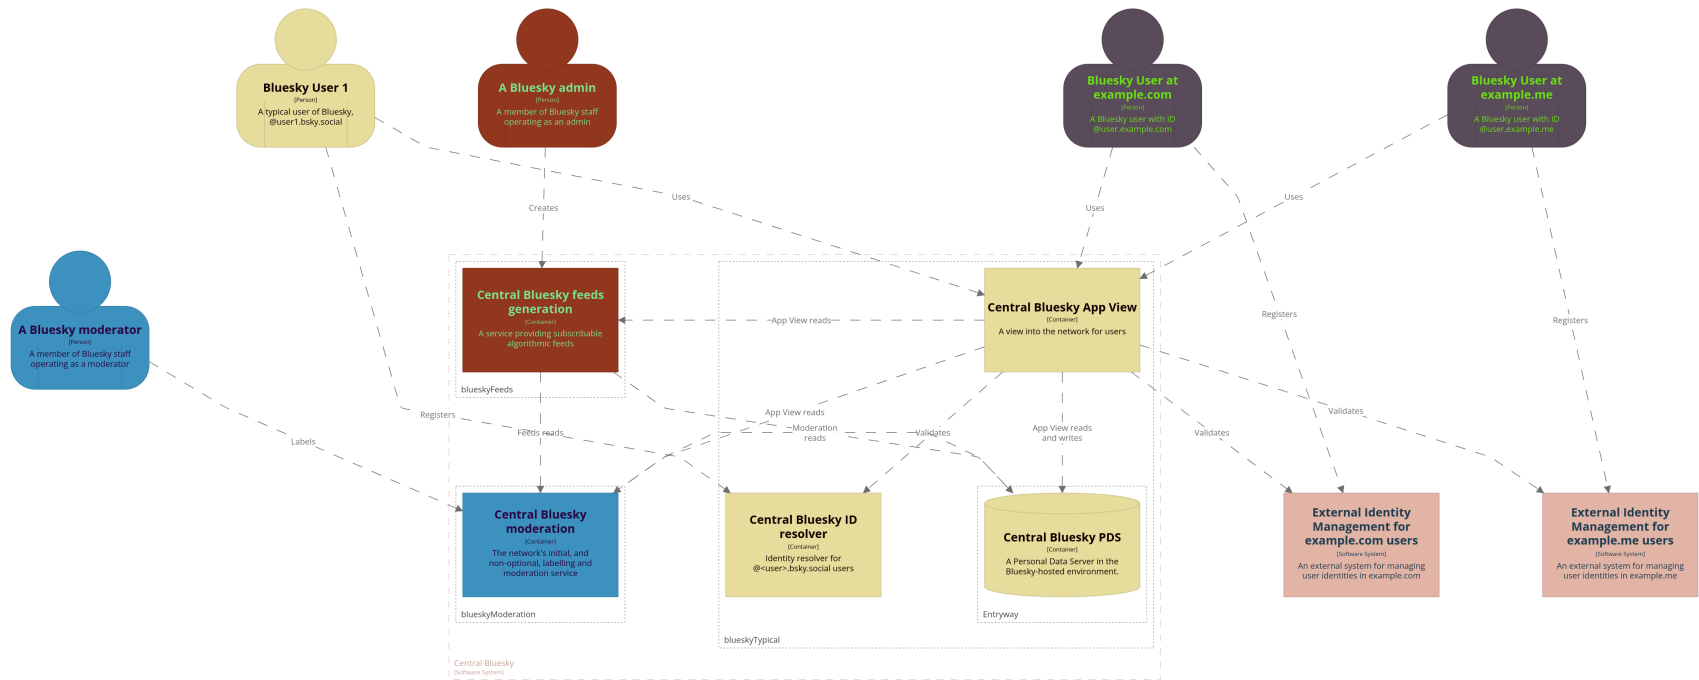 Bluesky User 1
[Person]
A typical user of Bluesky,
@user1.bsky.social
A Bluesky admin
[Person]
A member of Bluesky staff
operating as an admin
Bluesky User at
example.com
[Person]
A Bluesky user with ID
@user.example.com
Bluesky User at
example.me
[Person]
A Bluesky user with ID
@user.example.me
Uses
Creates
Uses
Uses
A Bluesky moderator
[Person]
A member of Bluesky staff
operating as a moderator
Central Bluesky feeds
generation
[Container]
A service providing subscribable
algorithmic feeds
blueskyFeeds
App View reads
Central Bluesky App View
[Container]
A view into the network for users
Registers
Registers
Labels
Registers
Feeds reads
App View reads
Moderation
reads
Validates
App View reads
and writes
Validates
Validates
Central Bluesky
moderation
[Container]
The network's initial, and
non-optional, labelling and
moderation service
blueskyModeration
Central Bluesky ID
resolver
[Container]
Identity resolver for
@<user>.bsky.social users
Central Bluesky PDS
[Container]
A Personal Data Server in the
Bluesky-hosted environment.
Entryway
blueskyTypical
External Identity
Management for
example.com users
[Software System]
An external system for managing
user identities in example.com
External Identity
Management for
example.me users
[Software System]
An external system for managing
user identities in example.me
Central Bluesky
[Software System]